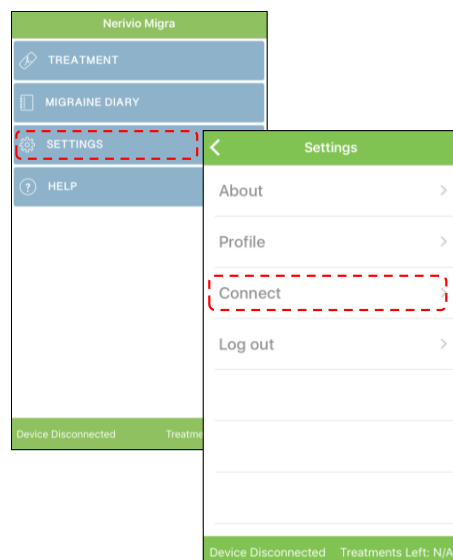 Nerivio Migra
TREATMENT
MIGRAINE DIARY
SETTINGS
HELP
Device Disconnected
Settings
About
Profile
Connect
Log out
Device Disconnected Treatments Left: N/A